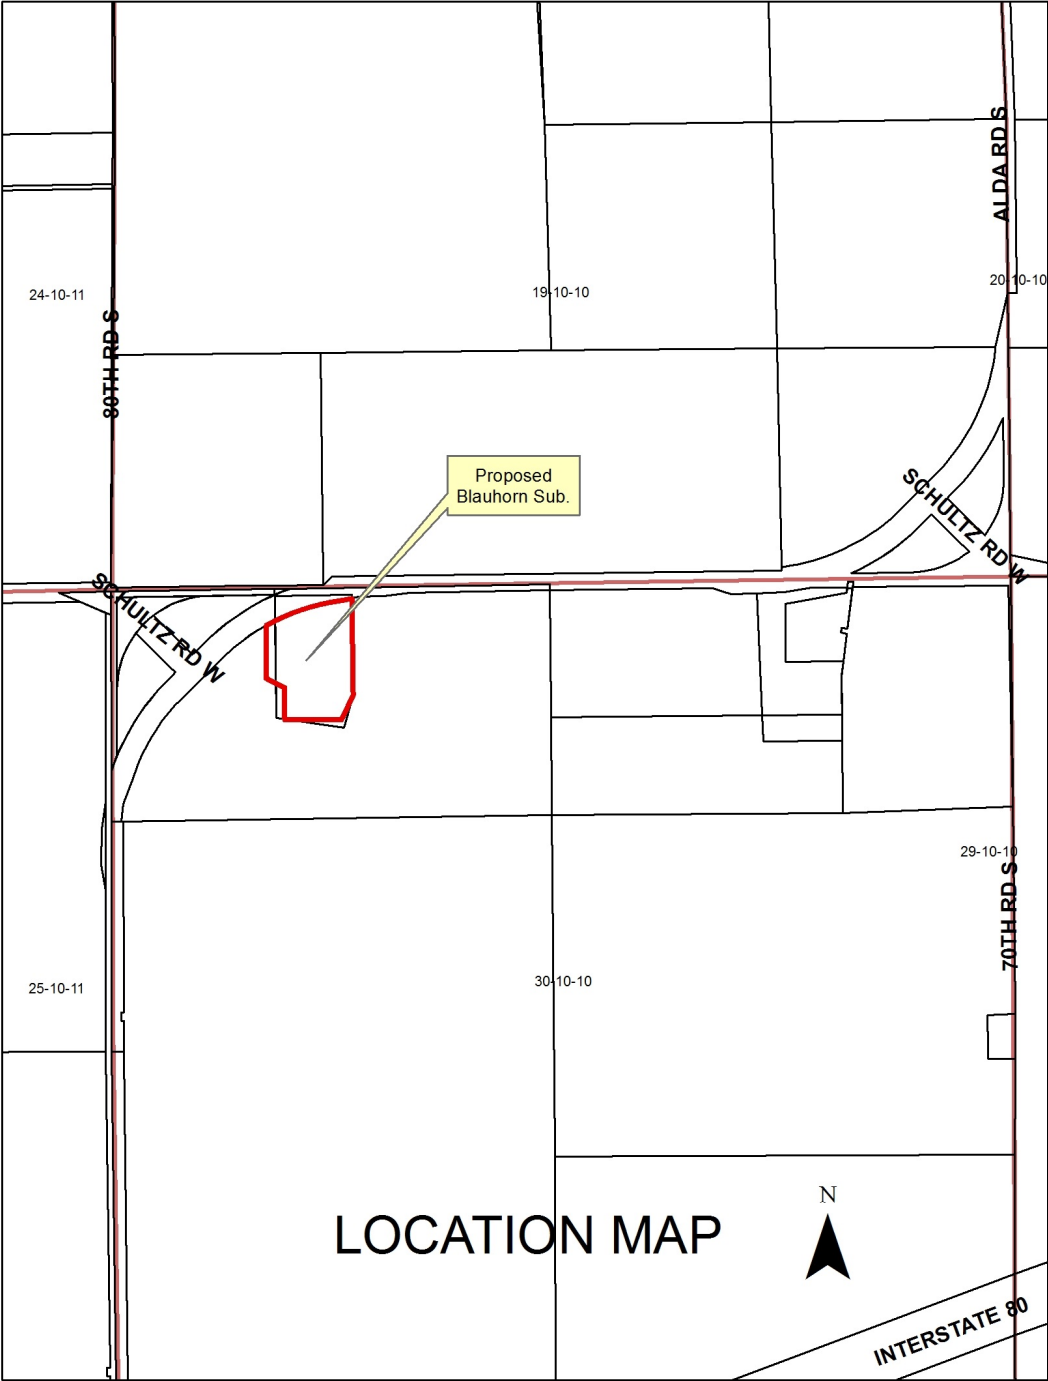 ALDA RD S
20-10-10
24-10-11
19-10-10
80TH RD S
Proposed
Blauhorn Sub.
SCHULTZ RD W
SCHULTZ RD W
29-10-10
70TH RD S
25-10-11
30-10-10
N
LOCATION MAP
INTERSTATE 80